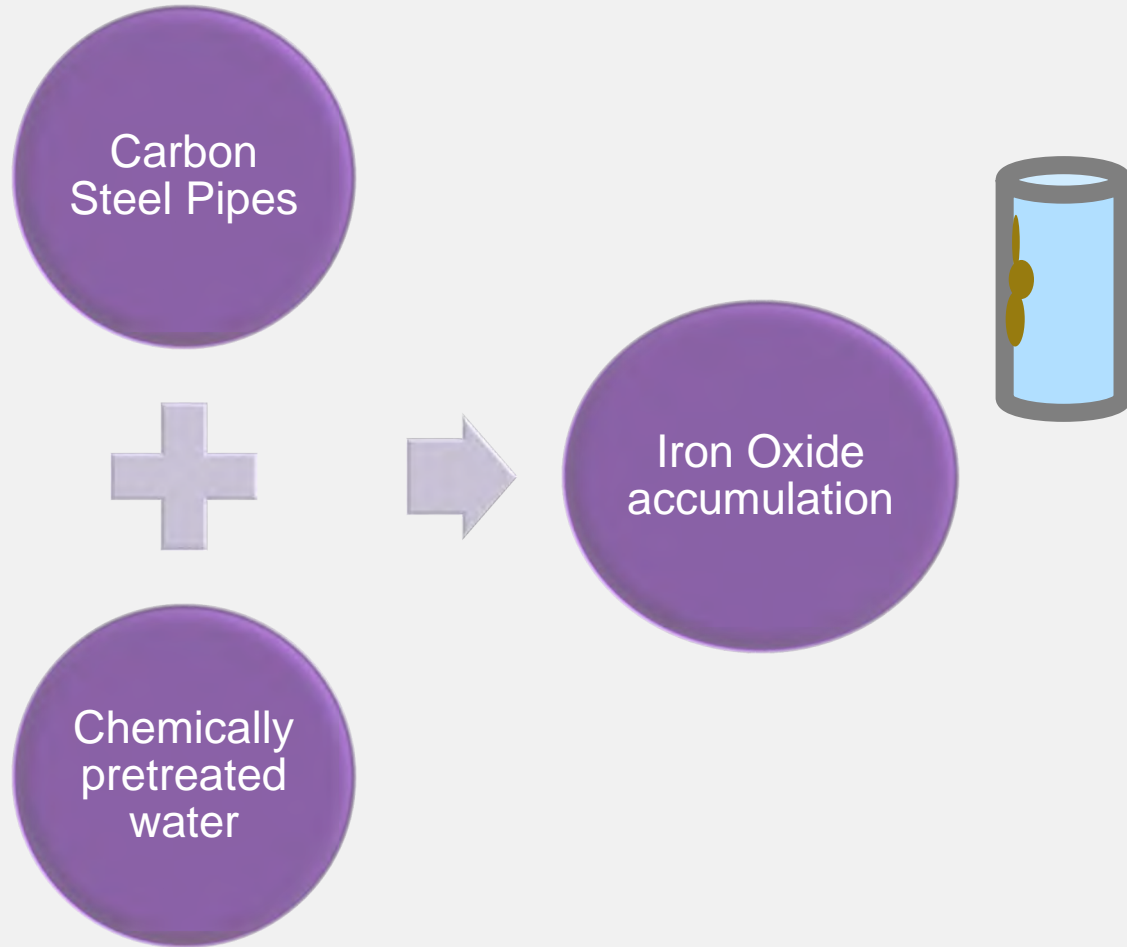 Carbon
Steel Pipes
Iron Oxide
accumulation
Chemically
pretreated
water